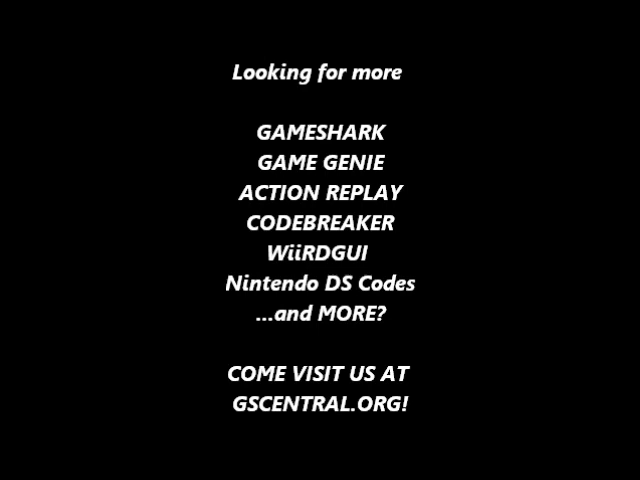 Looking for more
GAMESHARK
GAME GENIE
ACTION REPLAY
CODEBREAKER
WiiRDGUI
Nintendo DS Codes
...and MORE?
COME VISIT US AT
GSCENTRAL.ORG!